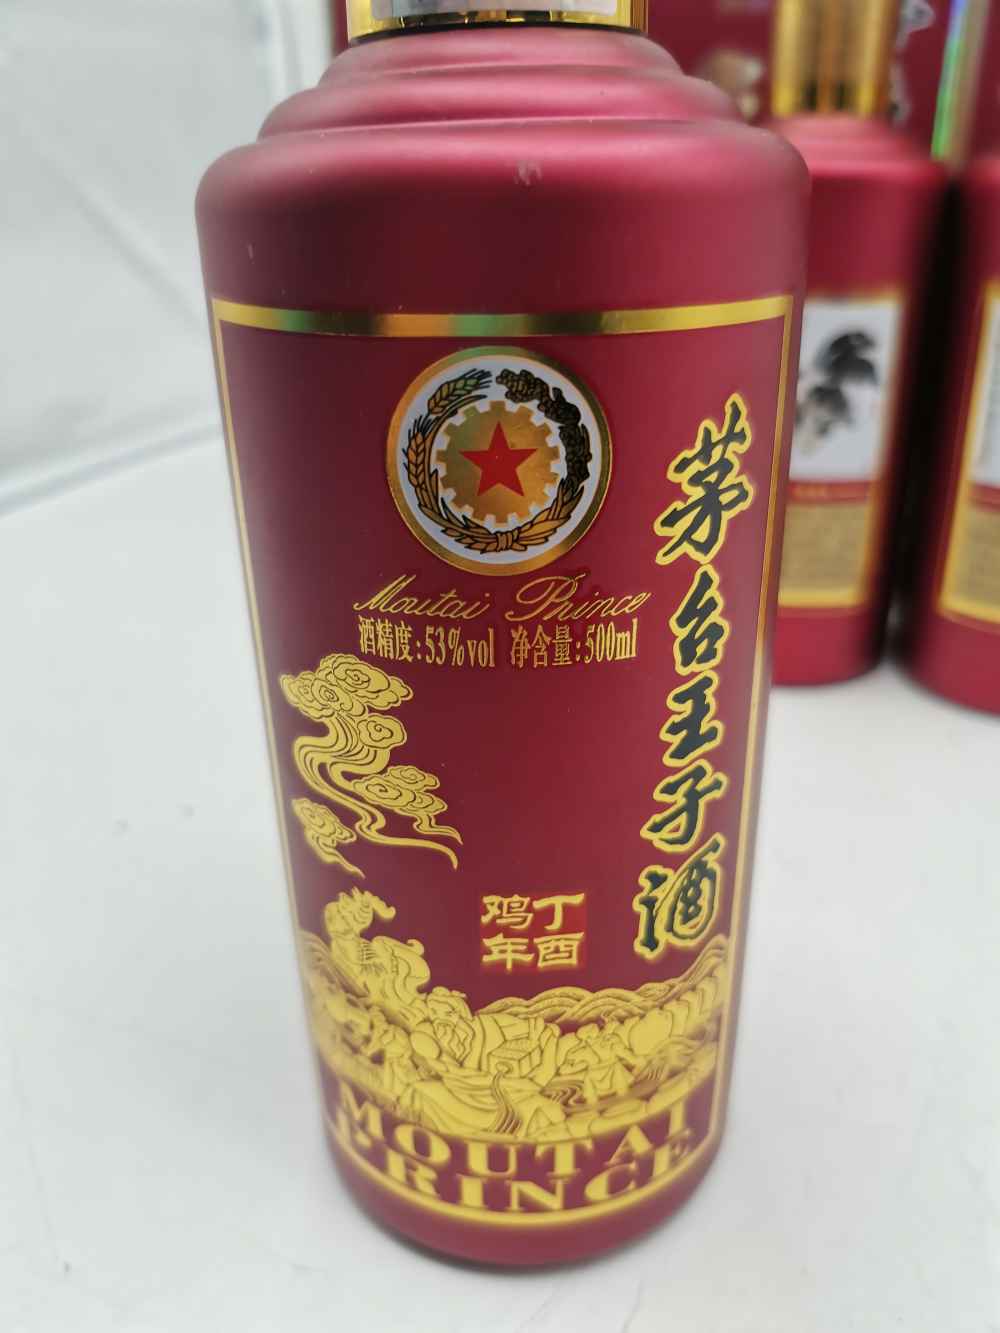 Moutai Prince
酒精度:53%vol 净含量:500ml
茅台王子酒
丁酉
鸡年
MOUTAI
PRINCE